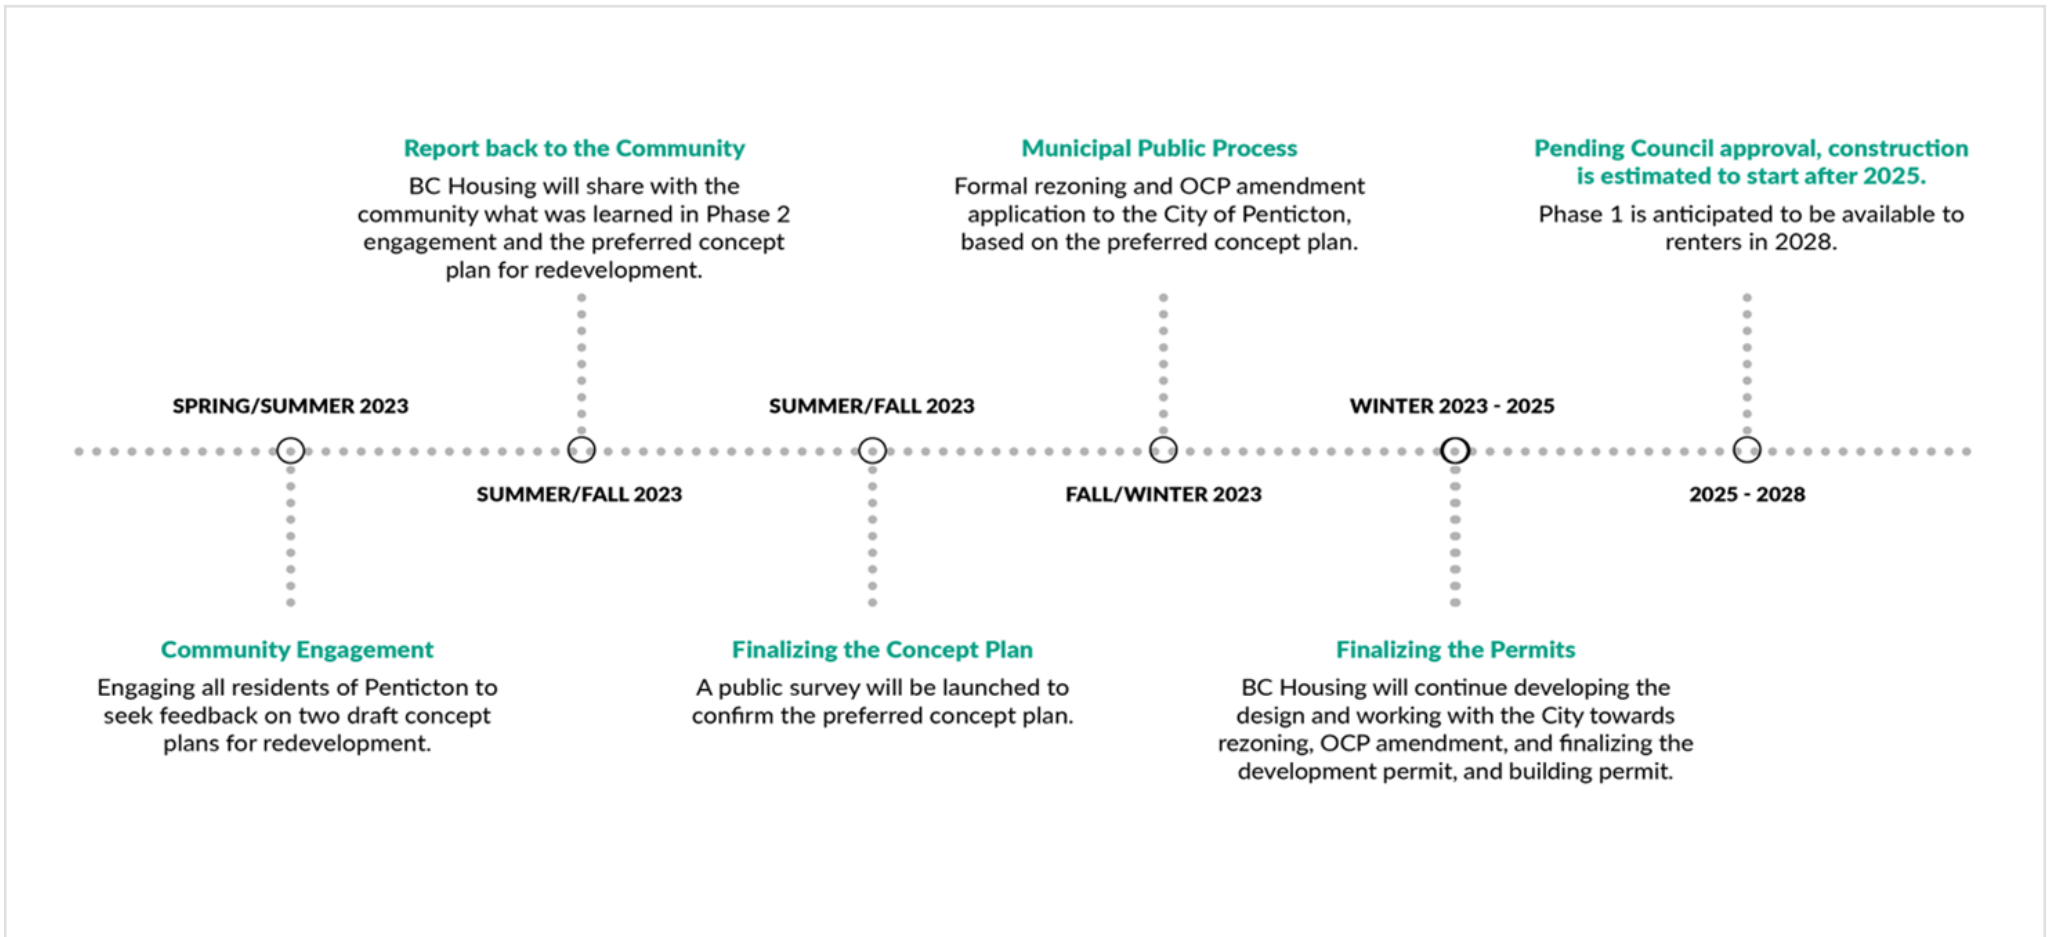 Report back to the Community
BC Housing will share with the
community what was learned in Phase 2
engagement and the preferred concept
plan for redevelopment.
Municipal Public Process
Formal rezoning and OCP amendment
application to the City of Penticton,
based on the preferred concept plan.
Pending Council approval, construction
is estimated to start after 2025.
Phase 1 is anticipated to be available to
renters in 2028.
SPRING/SUMMER 2023
SUMMER/FALL 2023
WINTER 2023 - 2025
SUMMER/FALL 2023
FALL/WINTER 2023
2025 - 2028
Community Engagement
Engaging all residents of Penticton to
seek feedback on two draft concept
plans for redevelopment.
Finalizing the Concept Plan
A public survey will be launched to
confirm the preferred concept plan.
Finalizing the Permits
BC Housing will continue developing the
design and working with the City towards
rezoning, OCP amendment, and finalizing the
development permit, and building permit.